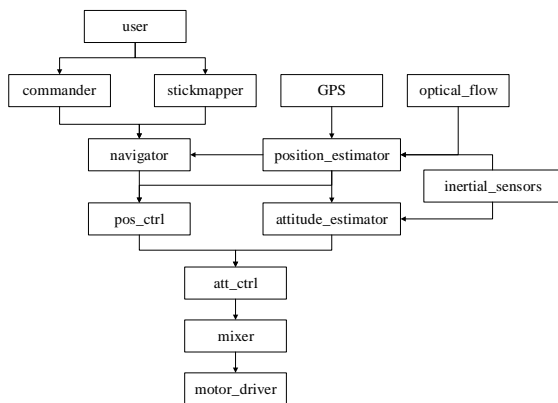 user
commander
stickmapper
GPS
optical_flow
navigator
position_estimator
inertial_sensors
pos_ctrl
attitude_estimator
att_ctrl
mixer
motor_driver